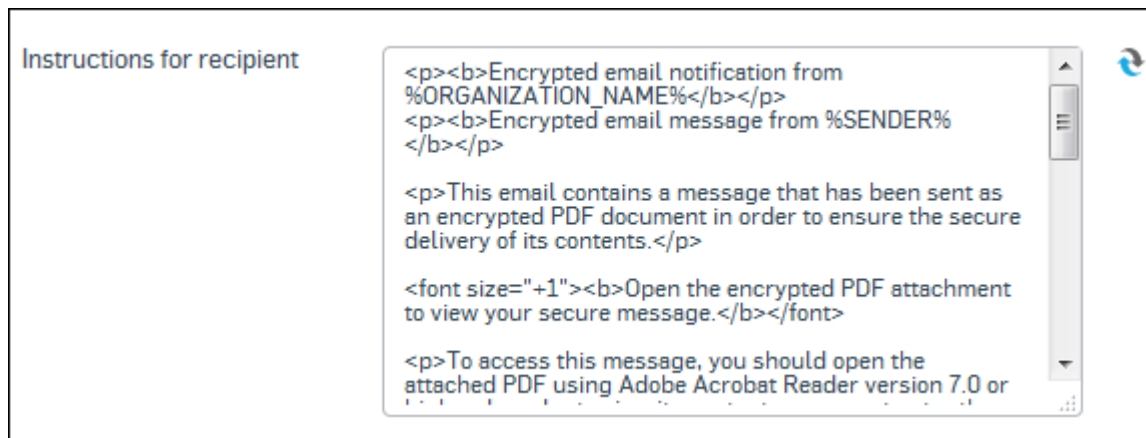 Instructions for recipient
<p><b>Encrypted email notification from
%ORGANIZATION_NAME%</b></p>
<p><b>Encrypted email message from %SENDER%
</b></p>
<p>This email contains a message that has been sent as
an encrypted PDF document in order to ensure the secure
delivery of its contents.</p>
<font size="+1"><b>Open the encrypted PDF attachment
to view your secure message.</b></font>
<p>To access this message, you should open the
attached PDF using Adobe Acrobat Reader version 7.0 or